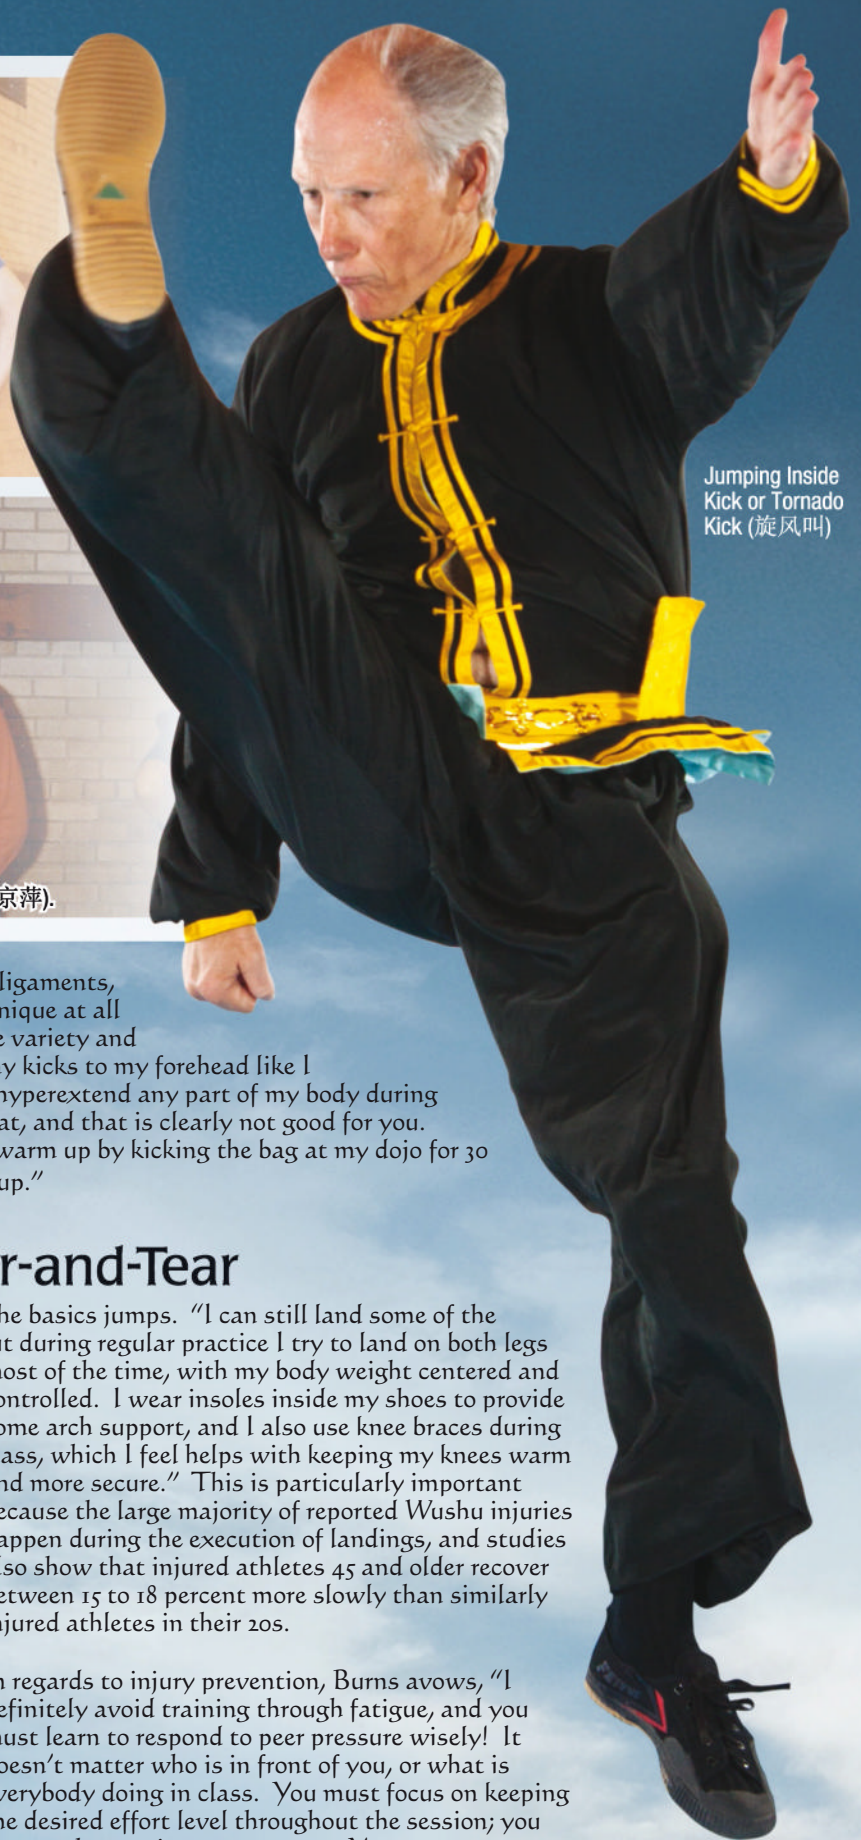 Jumping Inside
Kick or Tornado
Kick (旋风叫)
京萍).
ligaments,
nique at all
e variety and
y kicks to my forehead like I
hyperextend any part of my body during
at, and that is clearly not good for you.
warm up by kicking the bag at my dojo for 30
up.”
r-and-Tear
he basics jumps. “I can still land some of the
ut during regular practice I try to land on both legs
most of the time, with my body weight centered and
ontrolled. I wear insoles inside my shoes to provide
ome arch support, and I also use knee braces during
lass, which I feel helps with keeping my knees warm
nd more secure.” This is particularly important
ecause the large majority of reported Wushu injuries
appen during the execution of landings, and studies
lso show that injured athletes 45 and older recover
etween 15 to 18 percent more slowly than similarly
njured athletes in their 20s.
n regards to injury prevention, Burns avows, “I
efinitely avoid training through fatigue, and you
must learn to respond to peer pressure wisely! It
oesn’t matter who is in front of you, or what is
verybody doing in class. You must focus on keeping
he desired effort level throughout the session; you